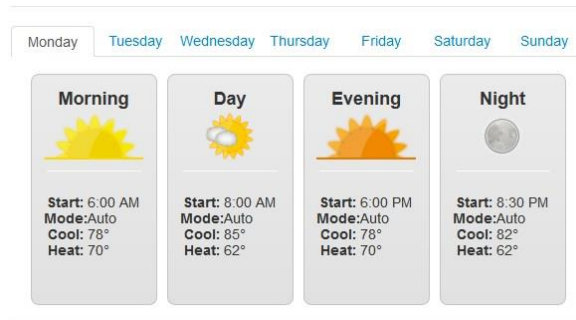 Monday Tuesday Wednesday Thursday Friday Saturday Sunday
Morning
Start: 6:00 AM
Mode:Auto
Cool: 78°
Heat: 70°
Day
Start: 8:00 AM
Mode:Auto
Cool: 85°
Heat: 62°
Evening
Start: 6:00 PM
Mode:Auto
Cool: 78°
Heat: 70°
Night
Start: 8:30 PM
Mode:Auto
Cool: 82°
Heat: 62°